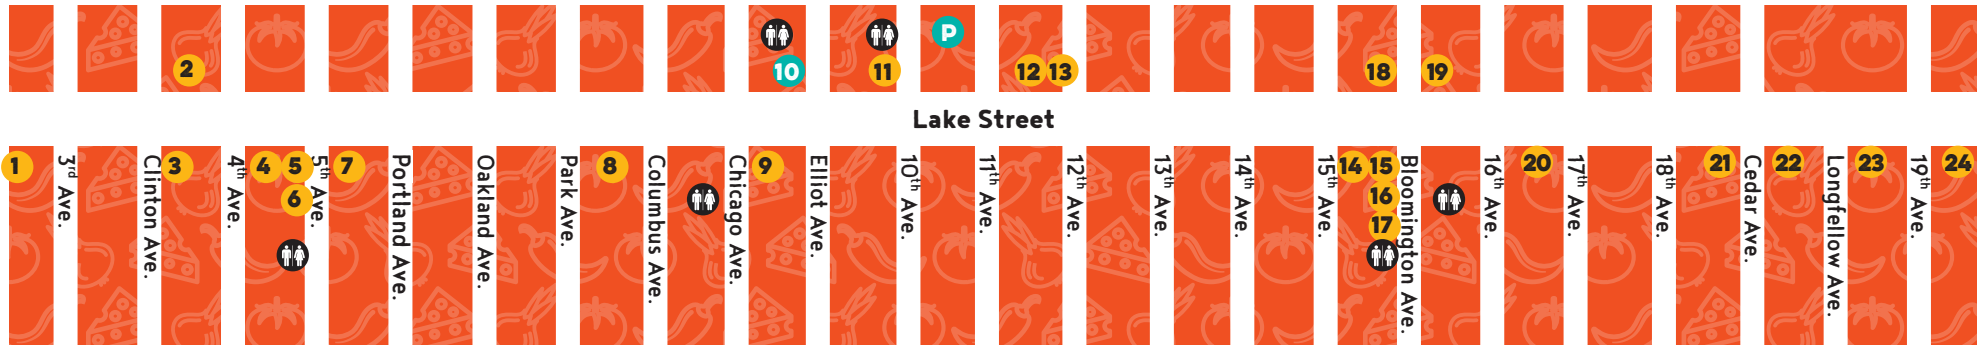 P
2
10
11
12
13
18
19
Lake Street
1
3rd Ave.
Clinton Ave.
3
4th Ave.
4
5
6
5th Ave.
7
Portland Ave.
Oakland Ave.
Park Ave.
8
Columbus Ave.
Chicago Ave.
9
Elliot Ave.
10th Ave.
11th Ave.
12th Ave.
13th Ave.
14th Ave.
15th Ave.
14
15
16
17
Bloomington Ave.
16th Ave.
20
17th Ave.
18th Ave.
21
Cedar Ave.
22
Longfellow Ave.
23
19th Ave.
24